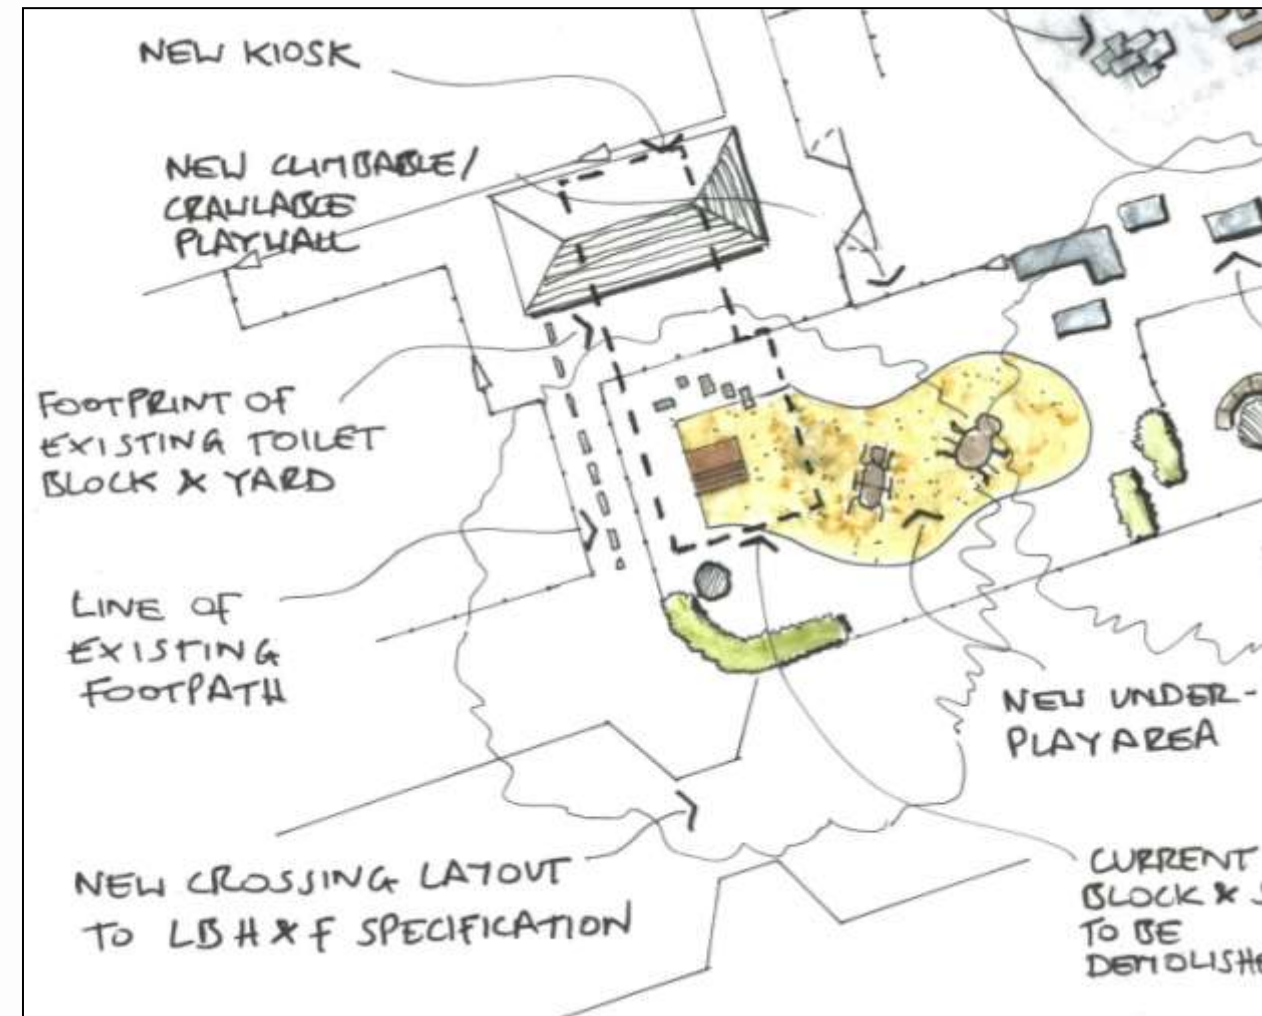 NEW KIOSK
NEW CLIMBABLE/
CRAWLABLE
PLAYWALL
FOOTPRINT OF
EXISTING TOILET
BLOCK & YARD
LINE OF
EXISTING
FOOTPATH
NEW UNDER-
PLAY AREA
NEW CROSSING LAYOUT
TO LBH&F SPECIFICATION
CURRENT
BLOCK &
TO BE